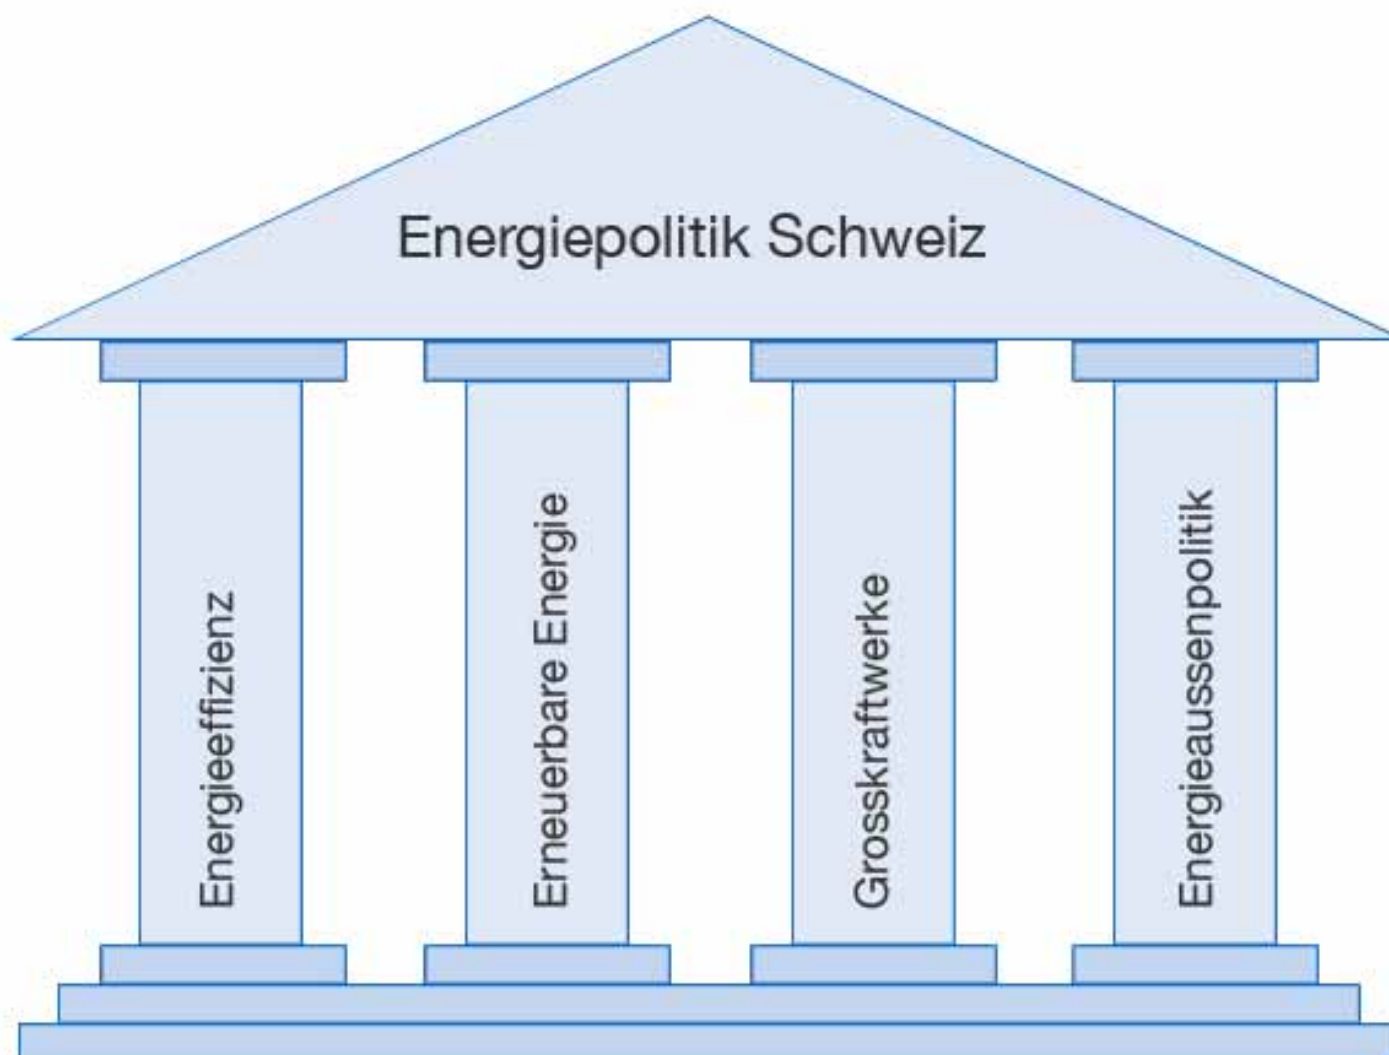 Energiepolitik Schweiz
Energieeffizienz
Erneuerbare Energie
Grosskraftwerke
Energieaussenpolitik